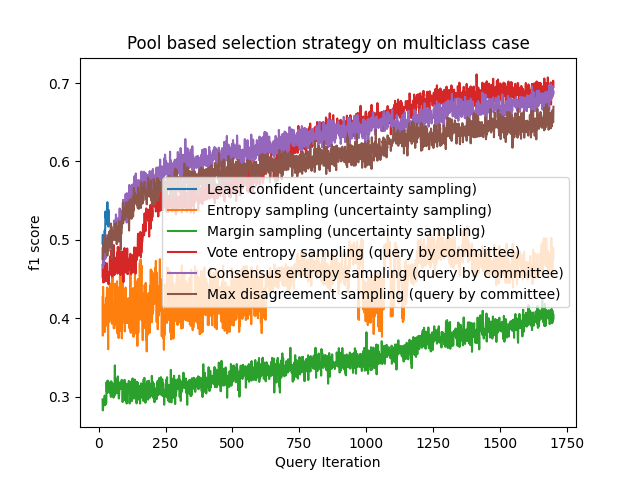 Pool based selection strategy on multiclass case
f1 score
0.7
0.6
0.5
0.4
0.3
Least confident (uncertainty sampling)
Entropy sampling (uncertainty sampling)
Margin sampling (uncertainty sampling)
Vote entropy sampling (query by committee)
Consensus entropy sampling (query by committee)
Max disagreement sampling (query by committee)
0 250 500 750 1000 1250 1500 1750
Query Iteration